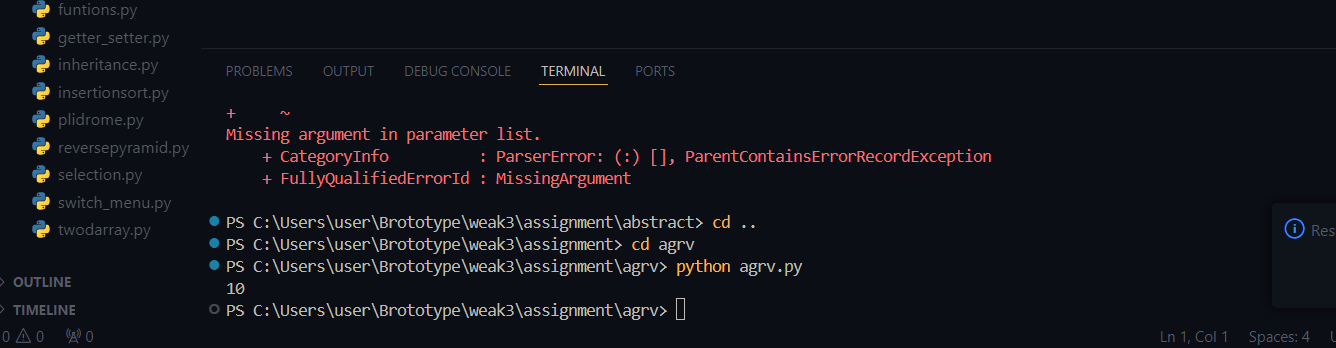 funtions.py
getter_setter.py
inheritance.py
insertionsort.py
plidrome.py
reversepyramid.py
selection.py
switch_menu.py
twodarray.py
OUTLINE
TIMELINE
PROBLEMS OUTPUT DEBUG CONSOLE TERMINAL PORTS
+ ~
Missing argument in parameter list.
+ CategoryInfo : ParserError: (:) [], ParentContainsErrorRecordException
+ FullyQualifiedErrorId : MissingArgument
PS C:\Users\user\Brototype\weak3\assignment\abstract> cd ..
PS C:\Users\user\Brototype\weak3\assignment> cd agrv
PS C:\Users\user\Brototype\weak3\assignment\agrv> python agrv.py
10
PS C:\Users\user\Brototype\weak3\assignment\agrv>
Res
0 0 0 Ln 1, Col 1 Spaces: 4